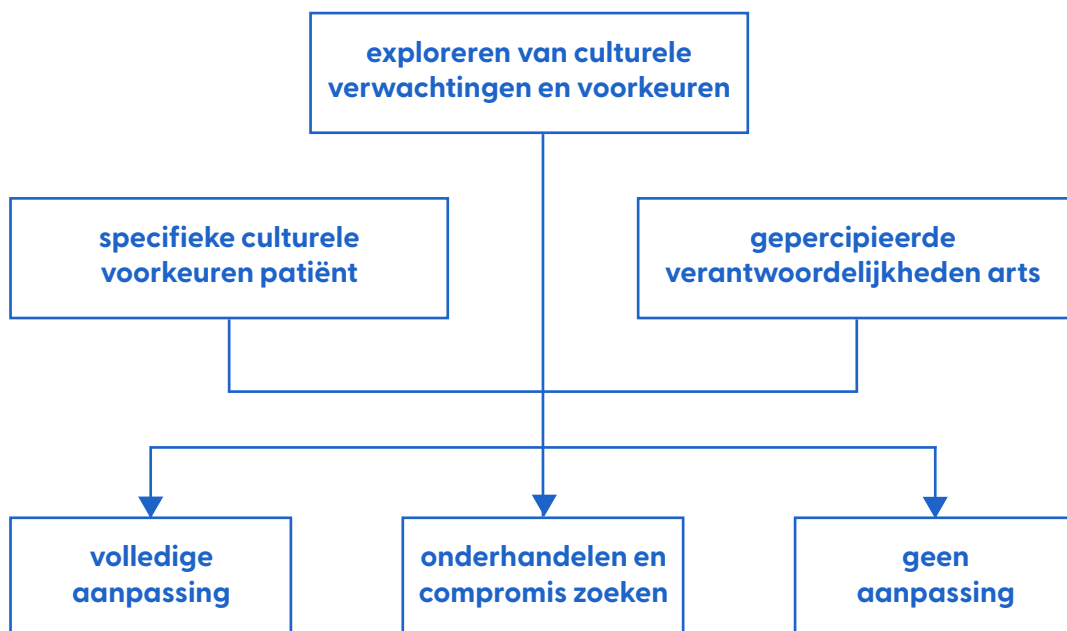 exploreren van culturele
verwachtingen en voorkeuren
specifieke culturele
voorkeuren patiënt
gepercipieerde
verantwoordelijkheden arts
volledige
aanpassing
onderhandelen en
compromis zoeken
geen
aanpassing